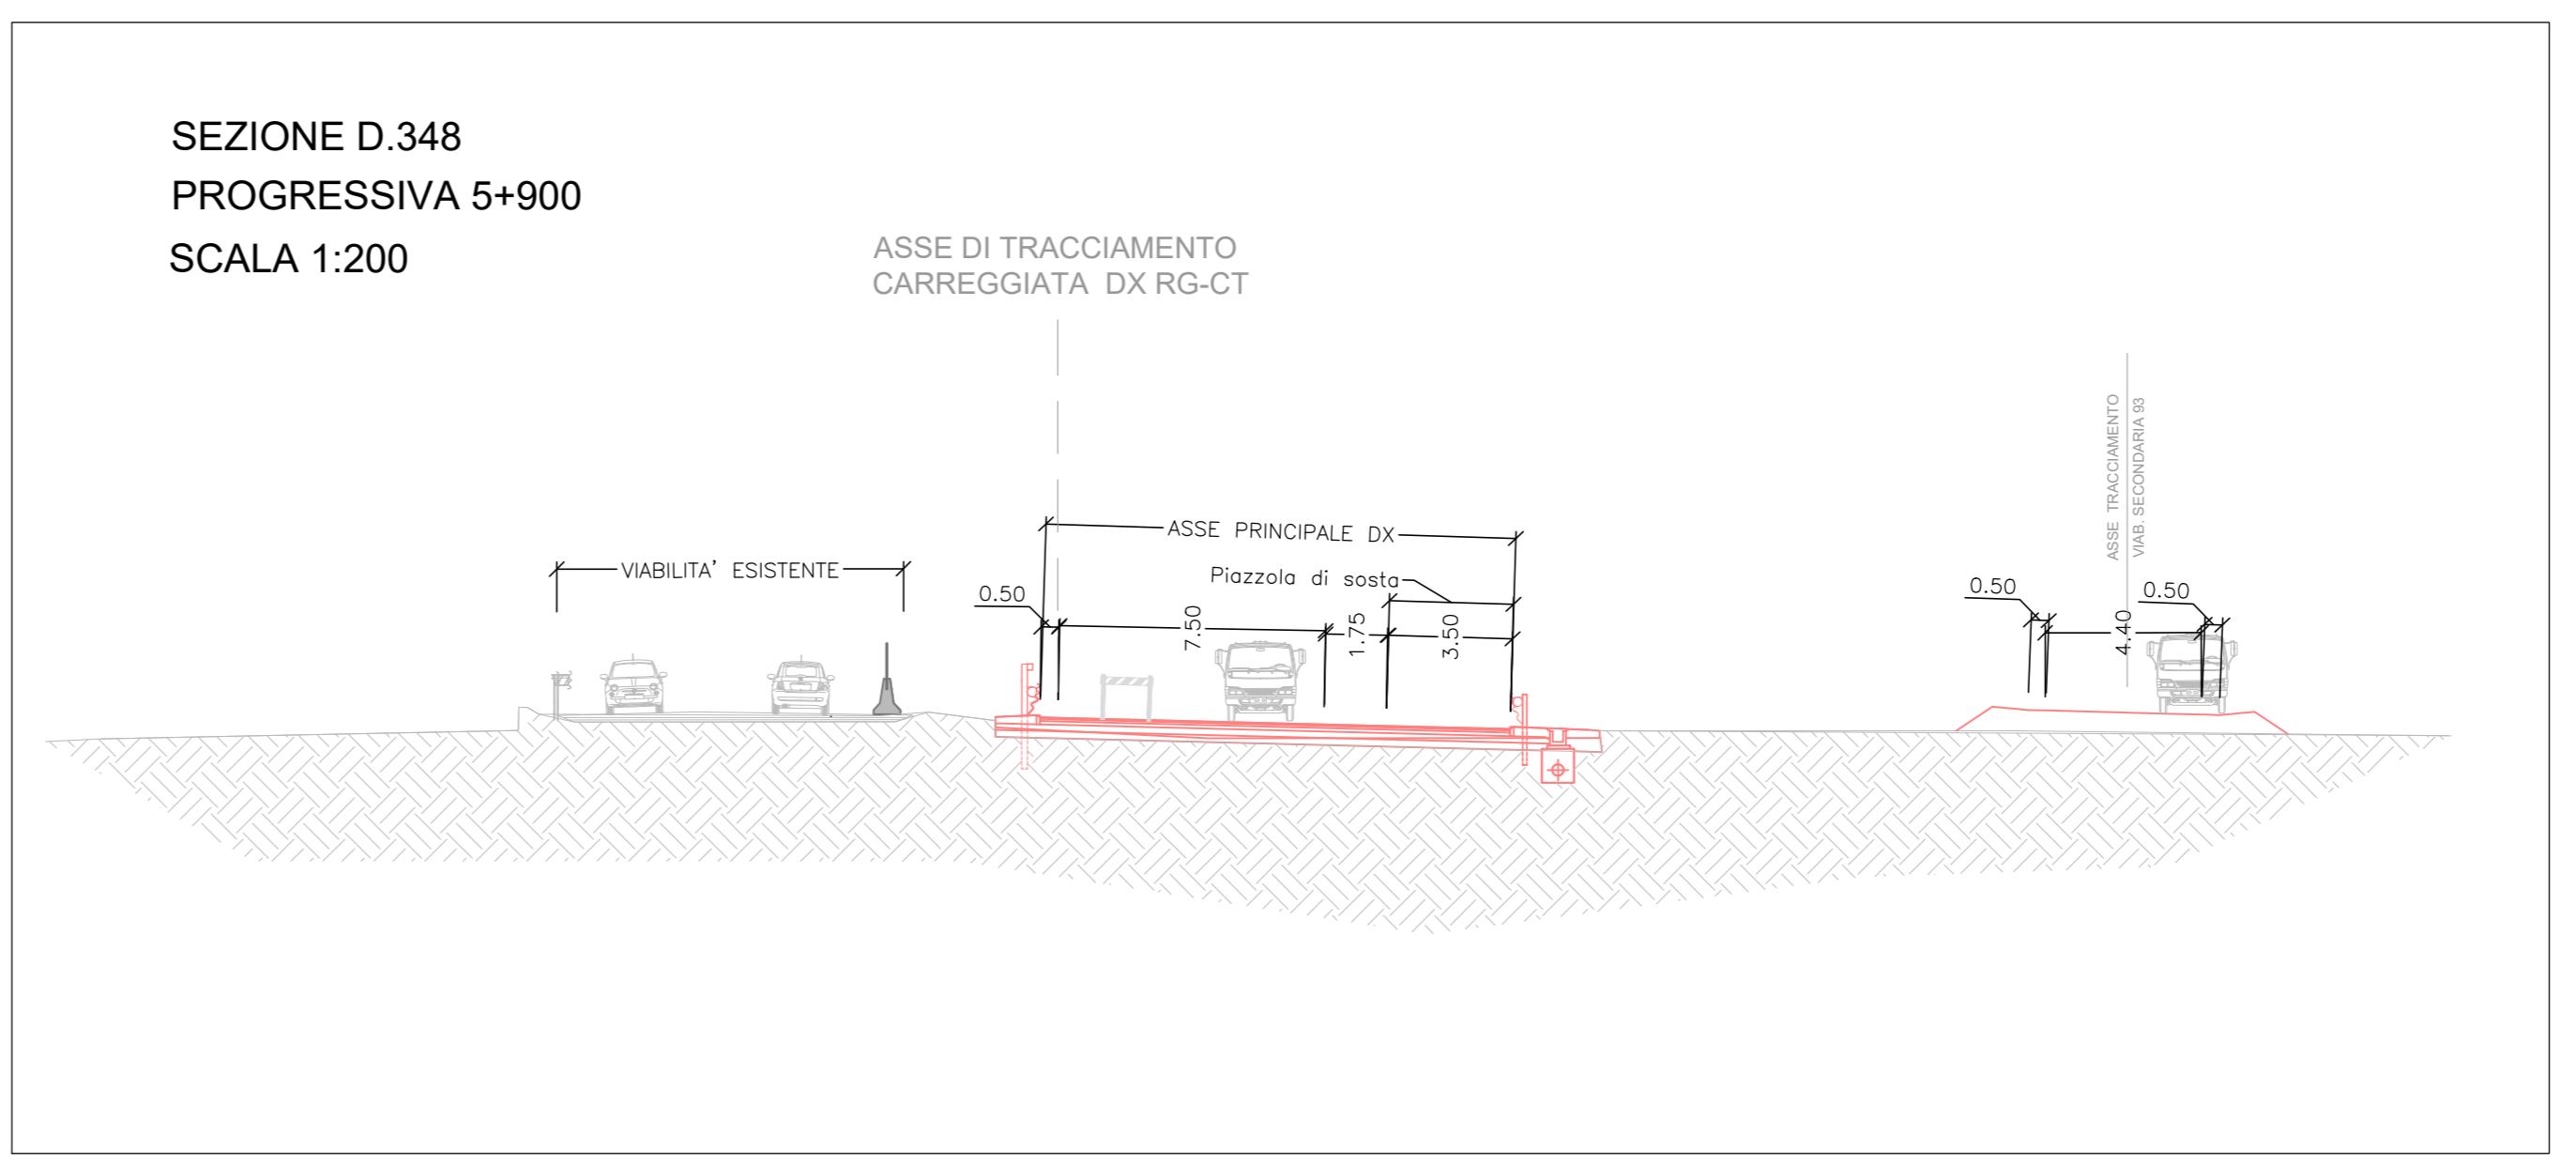 SEZIONE D.348
PROGRESSIVA 5+900
SCALA 1:200
ASSE DI TRACCIAMENTO
CARREGGIATA DX RG-CT
ASSE TRACCIAMENTO
VIAB. SECONDARIA 93
ASSE PRINCIPALE DX
VIABILITA' ESISTENTE
Piazzola di sosta
0.50
7.50
1.75
3.50
0.50
4.40
0.50